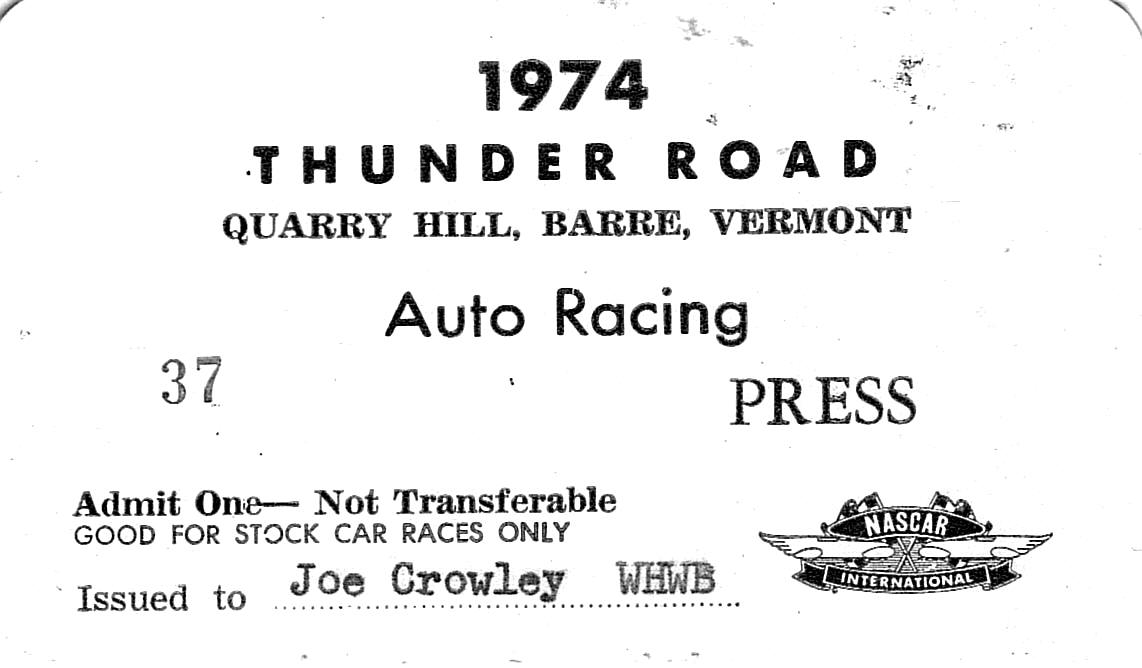 1974
THUNDER ROAD
QUARRY HILL, BARRE, VERMONT
Auto Racing
37
PRESS
Admit One— Not Transferable
GOOD FOR STOCK CAR RACES ONLY
Issued to Joe Crowley WHWB
NASCAR
INTERNATIONAL